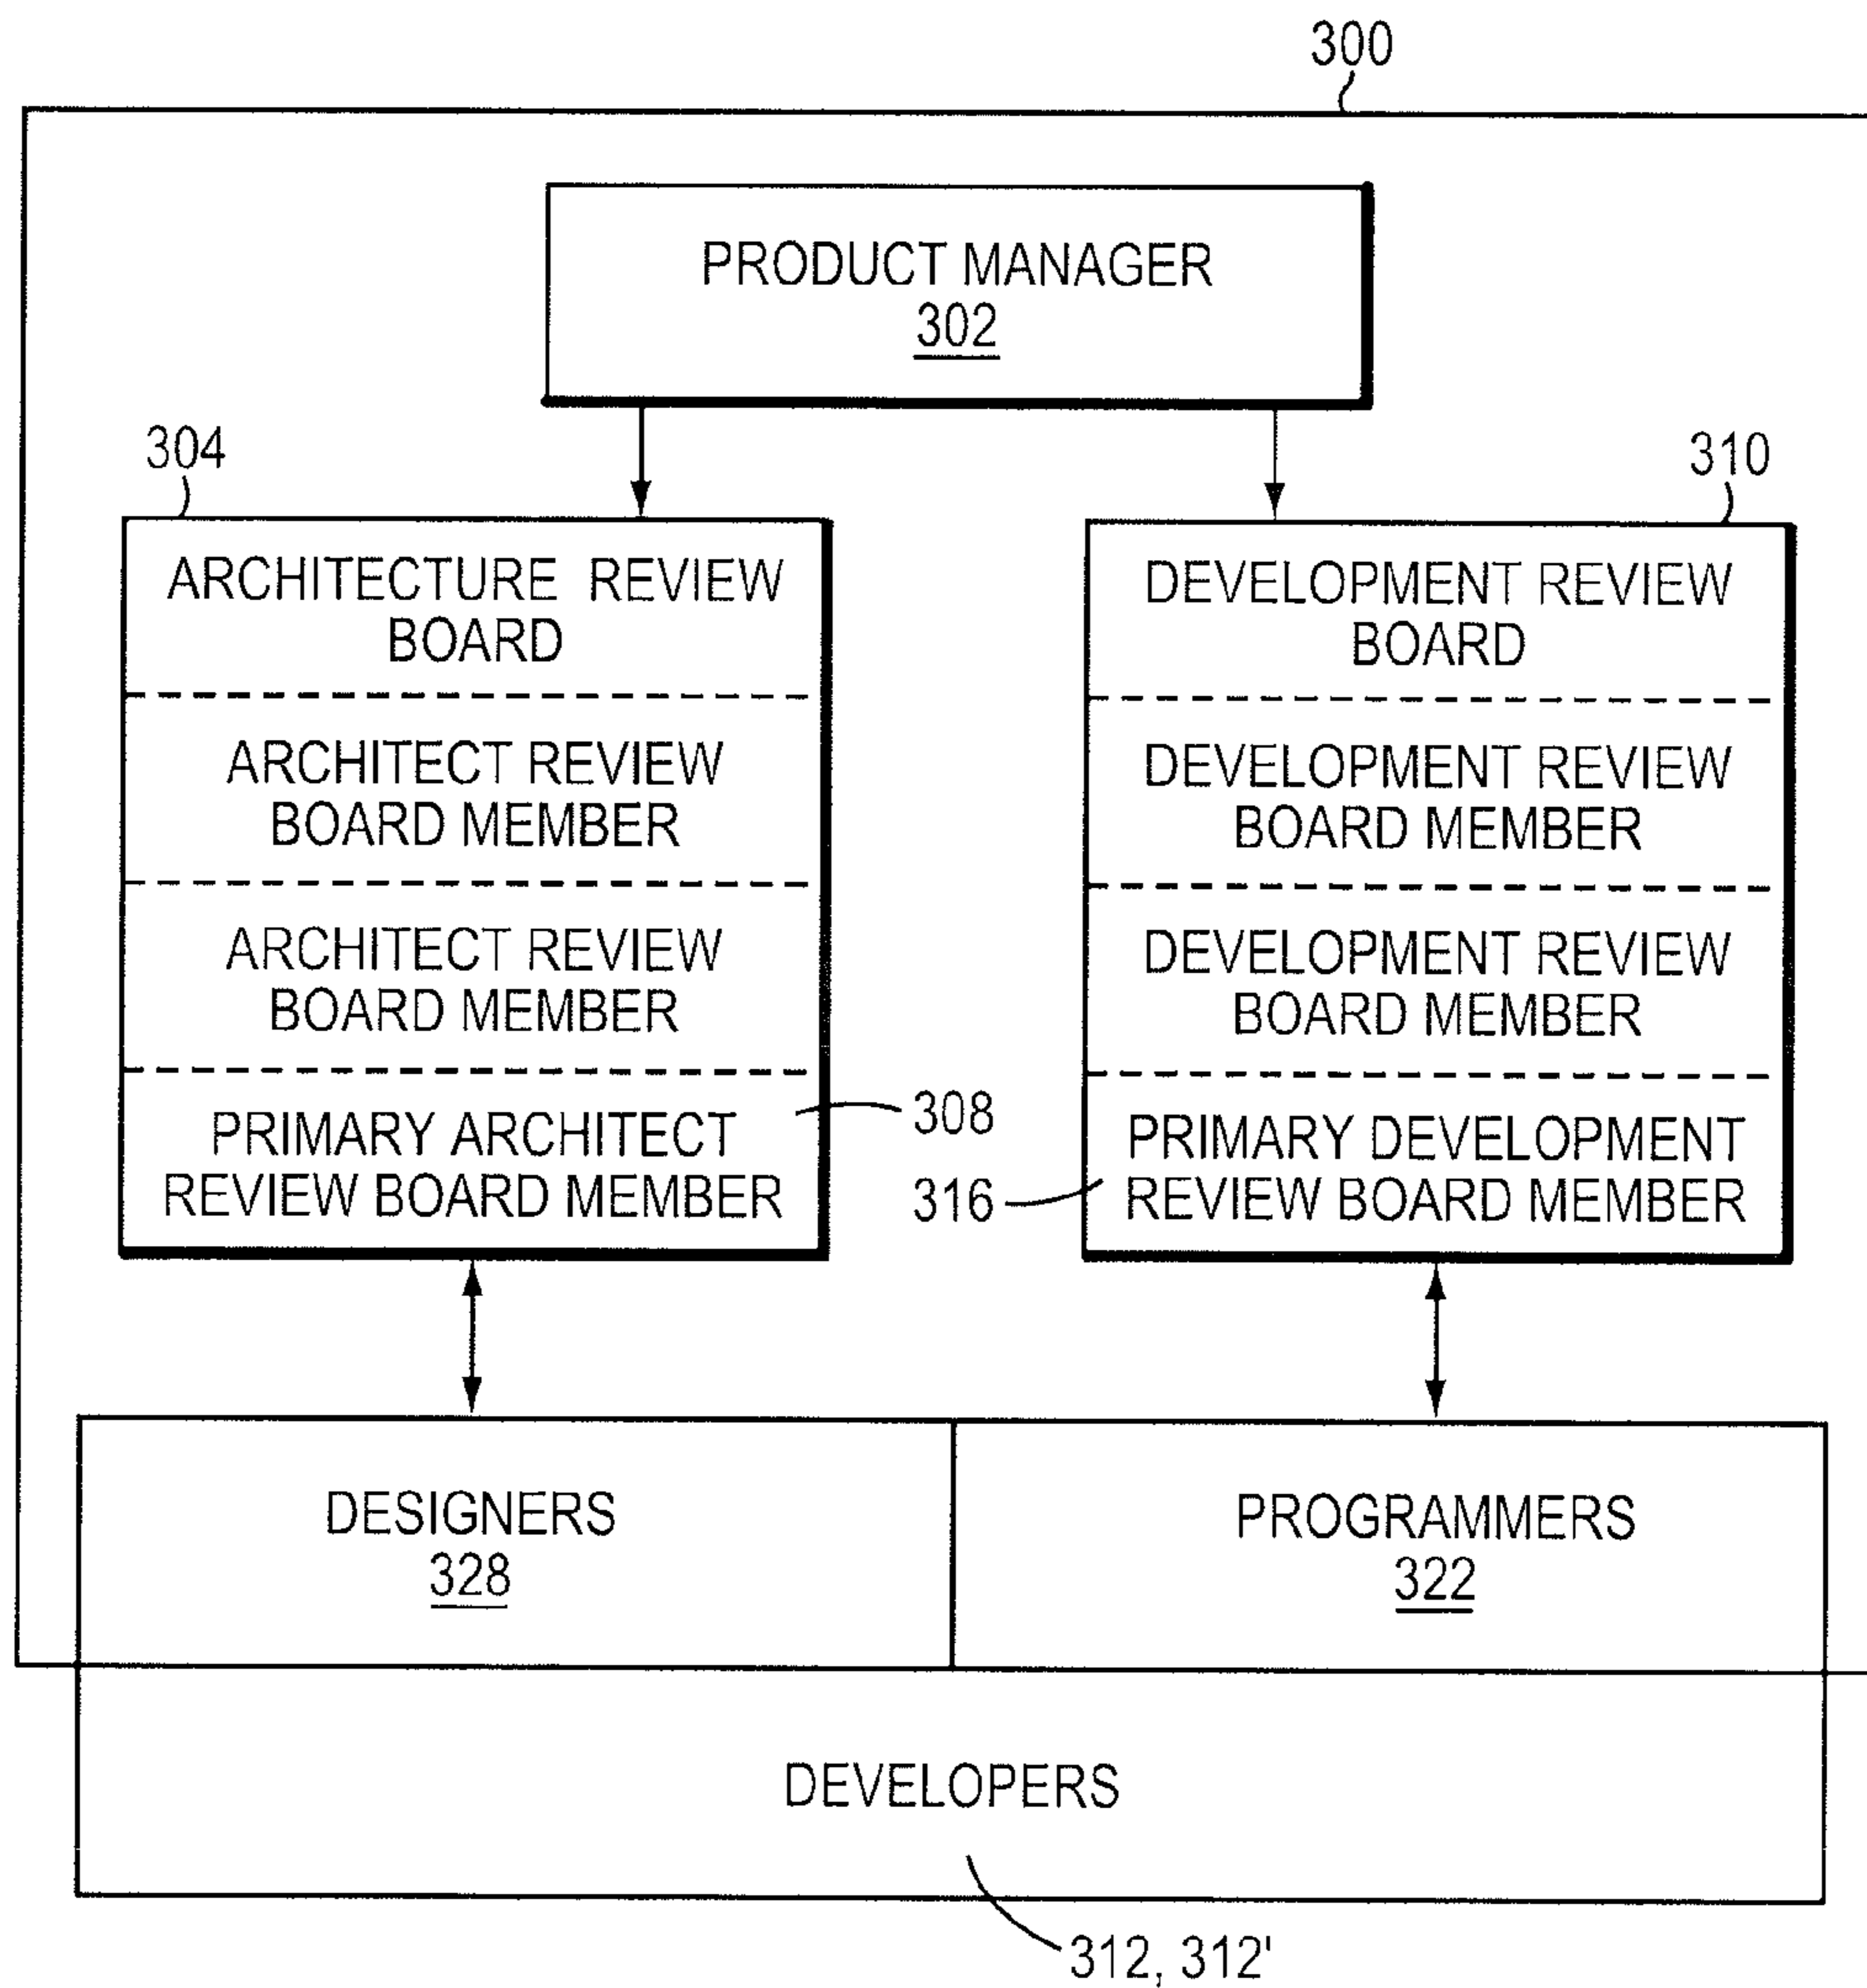 300
PRODUCT MANAGER
302
304
310
ARCHITECTURE REVIEW
BOARD
ARCHITECT REVIEW
BOARD MEMBER
ARCHITECT REVIEW
BOARD MEMBER
PRIMARY ARCHITECT
REVIEW BOARD MEMBER
308
DEVELOPMENT REVIEW
BOARD
DEVELOPMENT REVIEW
BOARD MEMBER
DEVELOPMENT REVIEW
BOARD MEMBER
PRIMARY DEVELOPMENT
REVIEW BOARD MEMBER
316
DESIGNERS
328
PROGRAMMERS
322
DEVELOPERS
312, 312'